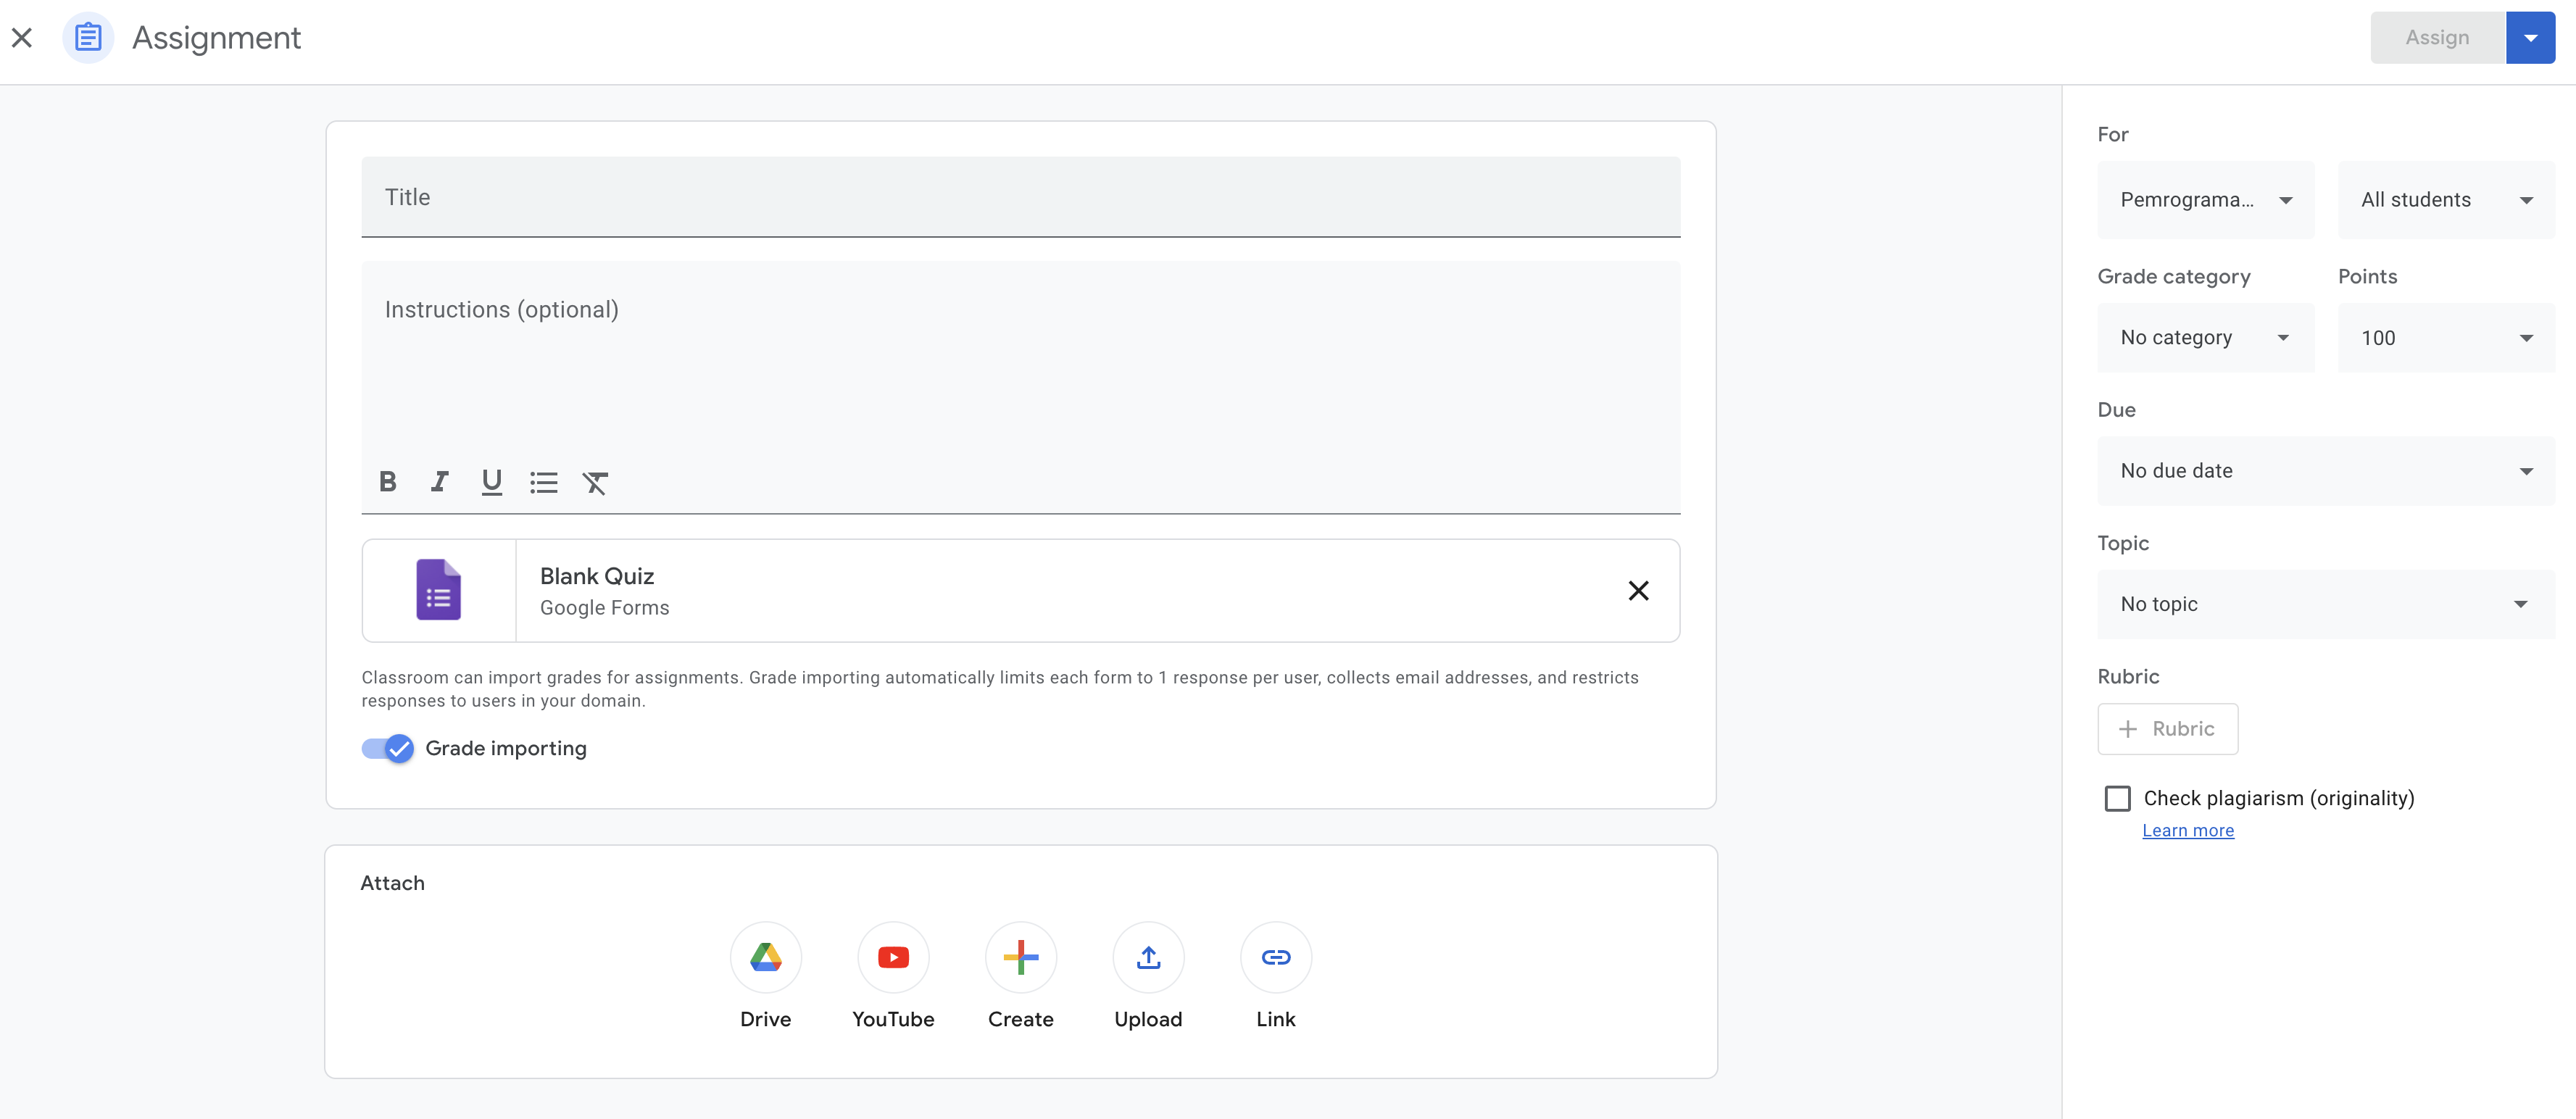 Assignment
Assign
Title
Instructions (optional)
B I U
Blank Quiz
Google Forms
Classroom can import grades for assignments. Grade importing automatically limits each form to 1 response per user, collects email addresses, and restricts
responses to users in your domain.
Grade importing
Attach
Drive YouTube Create Upload Link
For
Pemrograma... All students
Grade category Points
No category 100
Due
No due date
Topic
No topic
Rubric
+ Rubric
Check plagiarism (originality)
Learn more